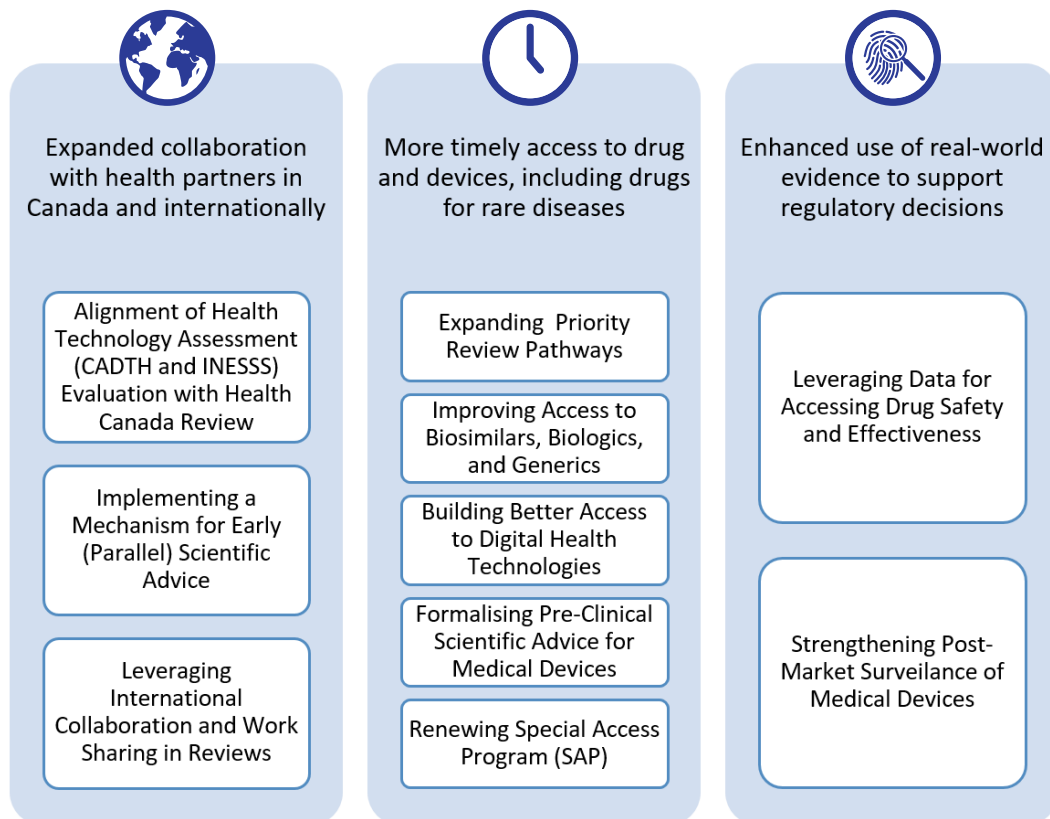 Expanded collaboration
with health partners in
Canada and internationally
Alignment of Health
Technology Assessment
(CADTH and INESSS)
Evaluation with Health
Canada Review
Implementing a
Mechanism for Early
(Parallel) Scientific
Advice
Leveraging
International
Collaboration and Work
Sharing in Reviews
More timely access to drug
and devices, including drugs
for rare diseases
Expanding Priority
Review Pathways
Improving Access to
Biosimilars, Biologics,
and Generics
Building Better Access
to Digital Health
Technologies
Formalising Pre-Clinical
Scientific Advice for
Medical Devices
Renewing Special Access
Program (SAP)
Enhanced use of real-world
evidence to support
regulatory decisions
Leveraging Data for
Accessing Drug Safety
and Effectiveness
Strengthening Post-
Market Surveilance of
Medical Devices